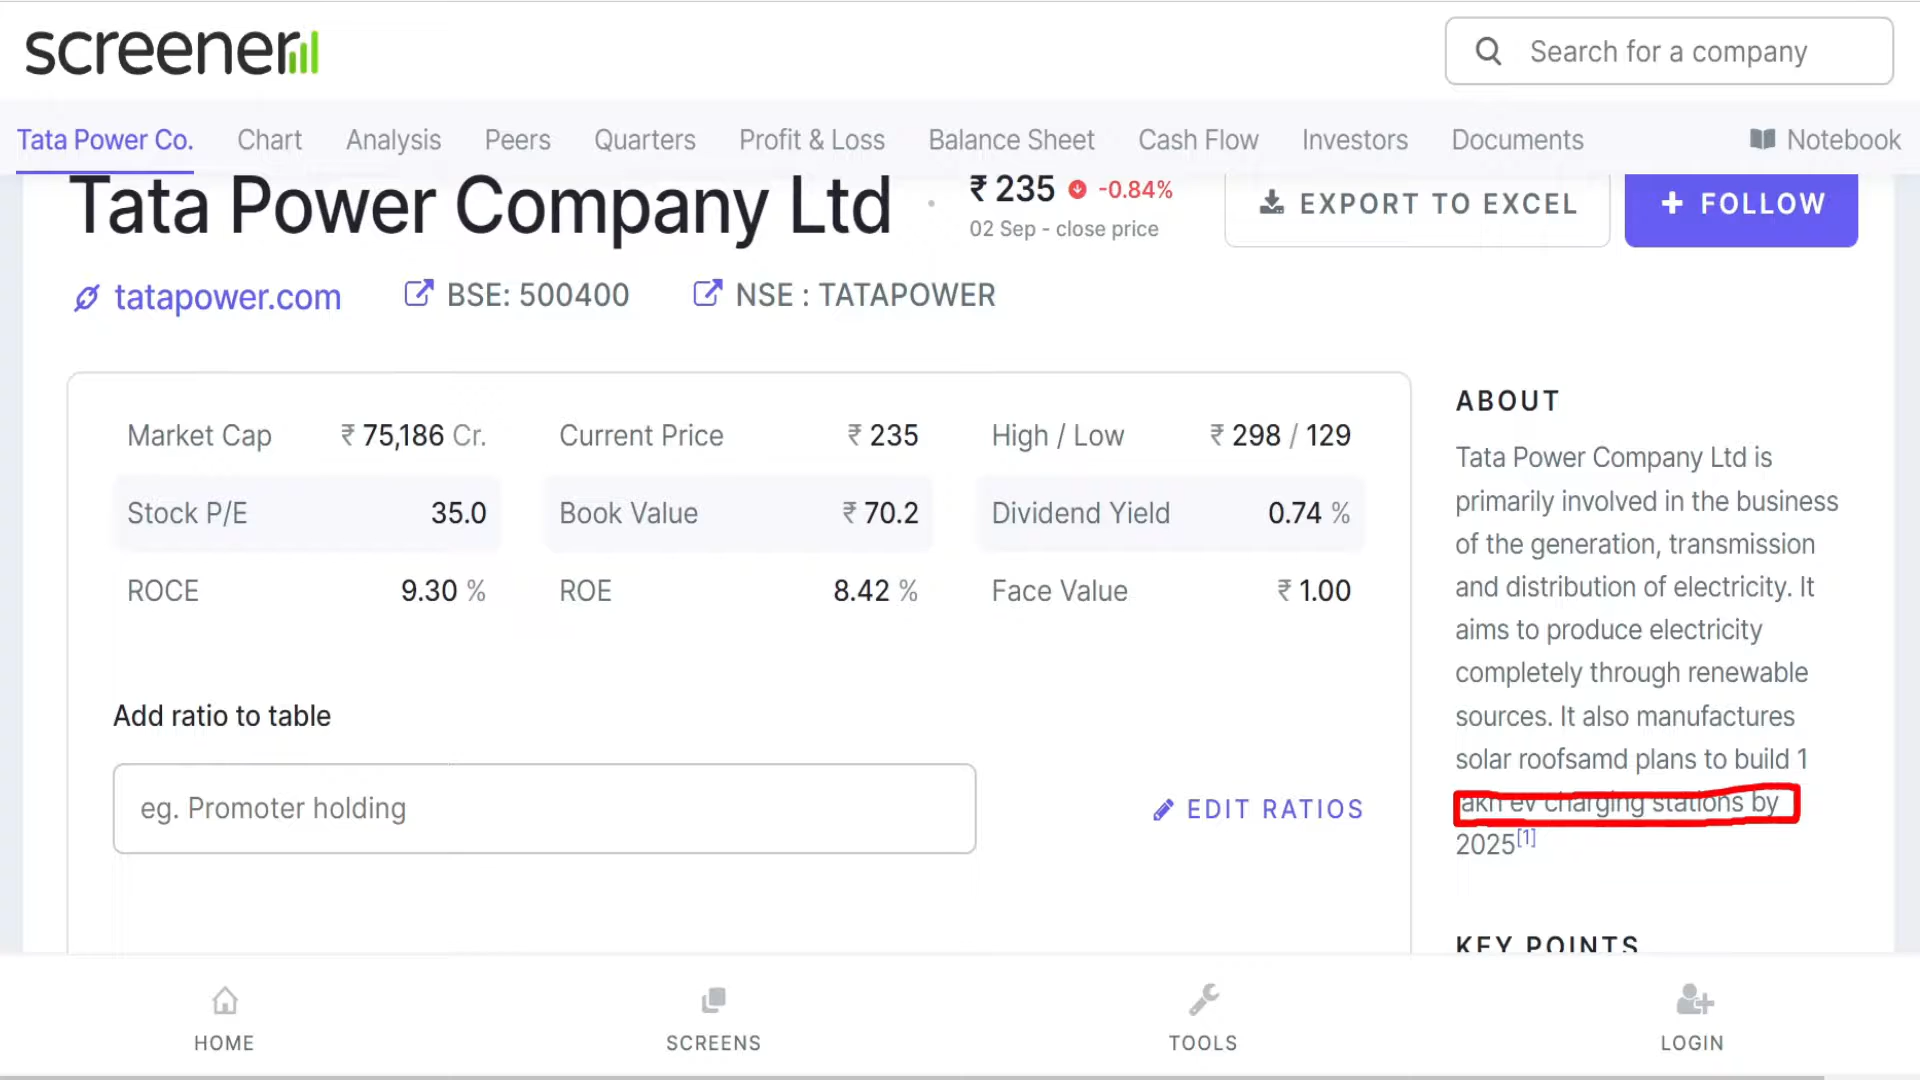 screener
Search for a company
Tata Power Co. Chart Analysis Peers Quarters Profit & Loss Balance Sheet Cash Flow Investors Documents Notebook
Tata Power Company Ltd
₹ 235 -0.84%
02 Sep - close price
EXPORT TO EXCEL
+ FOLLOW
tatapower.com BSE: 500400 NSE : TATAPOWER
Market Cap ₹ 75,186 Cr. Current Price ₹ 235 High / Low ₹ 298 / 129
Stock P/E 35.0 Book Value ₹ 70.2 Dividend Yield 0.74 %
ROCE 9.30 % ROE 8.42 % Face Value ₹ 1.00
Add ratio to table
eg. Promoter holding
EDIT RATIOS
ABOUT
Tata Power Company Ltd is
primarily involved in the business
of the generation, transmission
and distribution of electricity. It
aims to produce electricity
completely through renewable
sources. It also manufactures
solar roofsamd plans to build 1
lakh ev charging stations by
2025[1]
KEY POINTS
HOME SCREENS TOOLS LOGIN